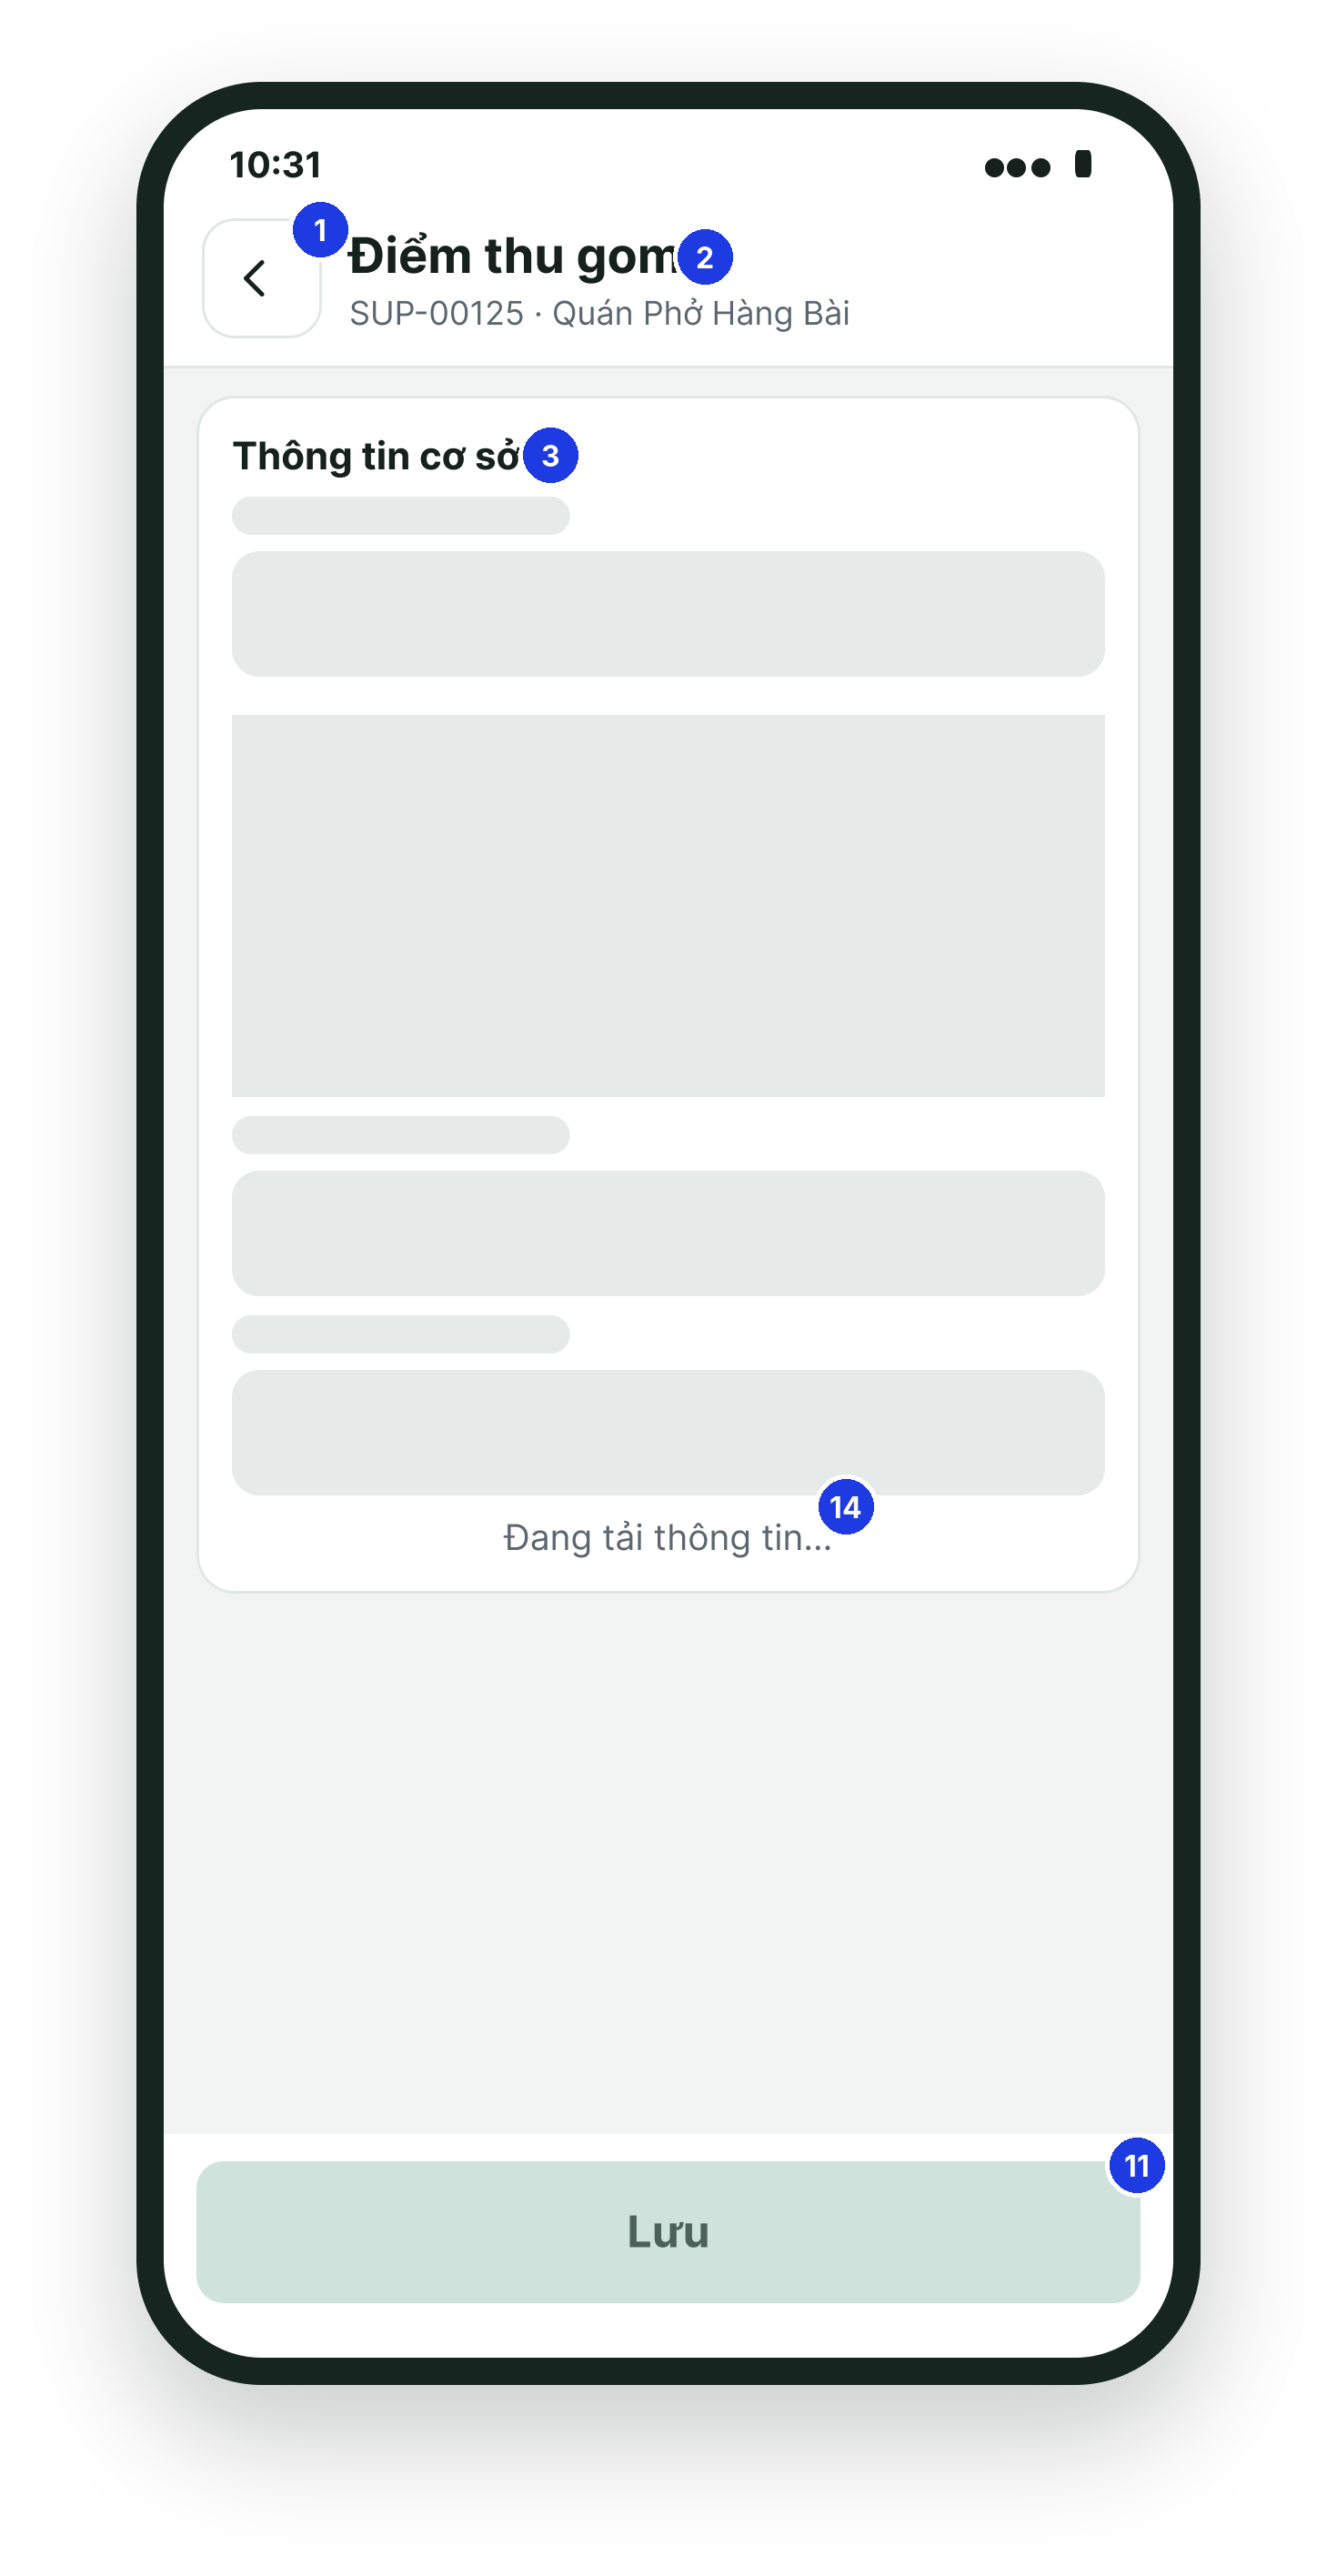 10:31
1
Điểm thu gom 2
SUP-00125 · Quán Phở Hàng Bài
Thông tin cơ sở 3
14
Đang tải thông tin...
11
Lưu